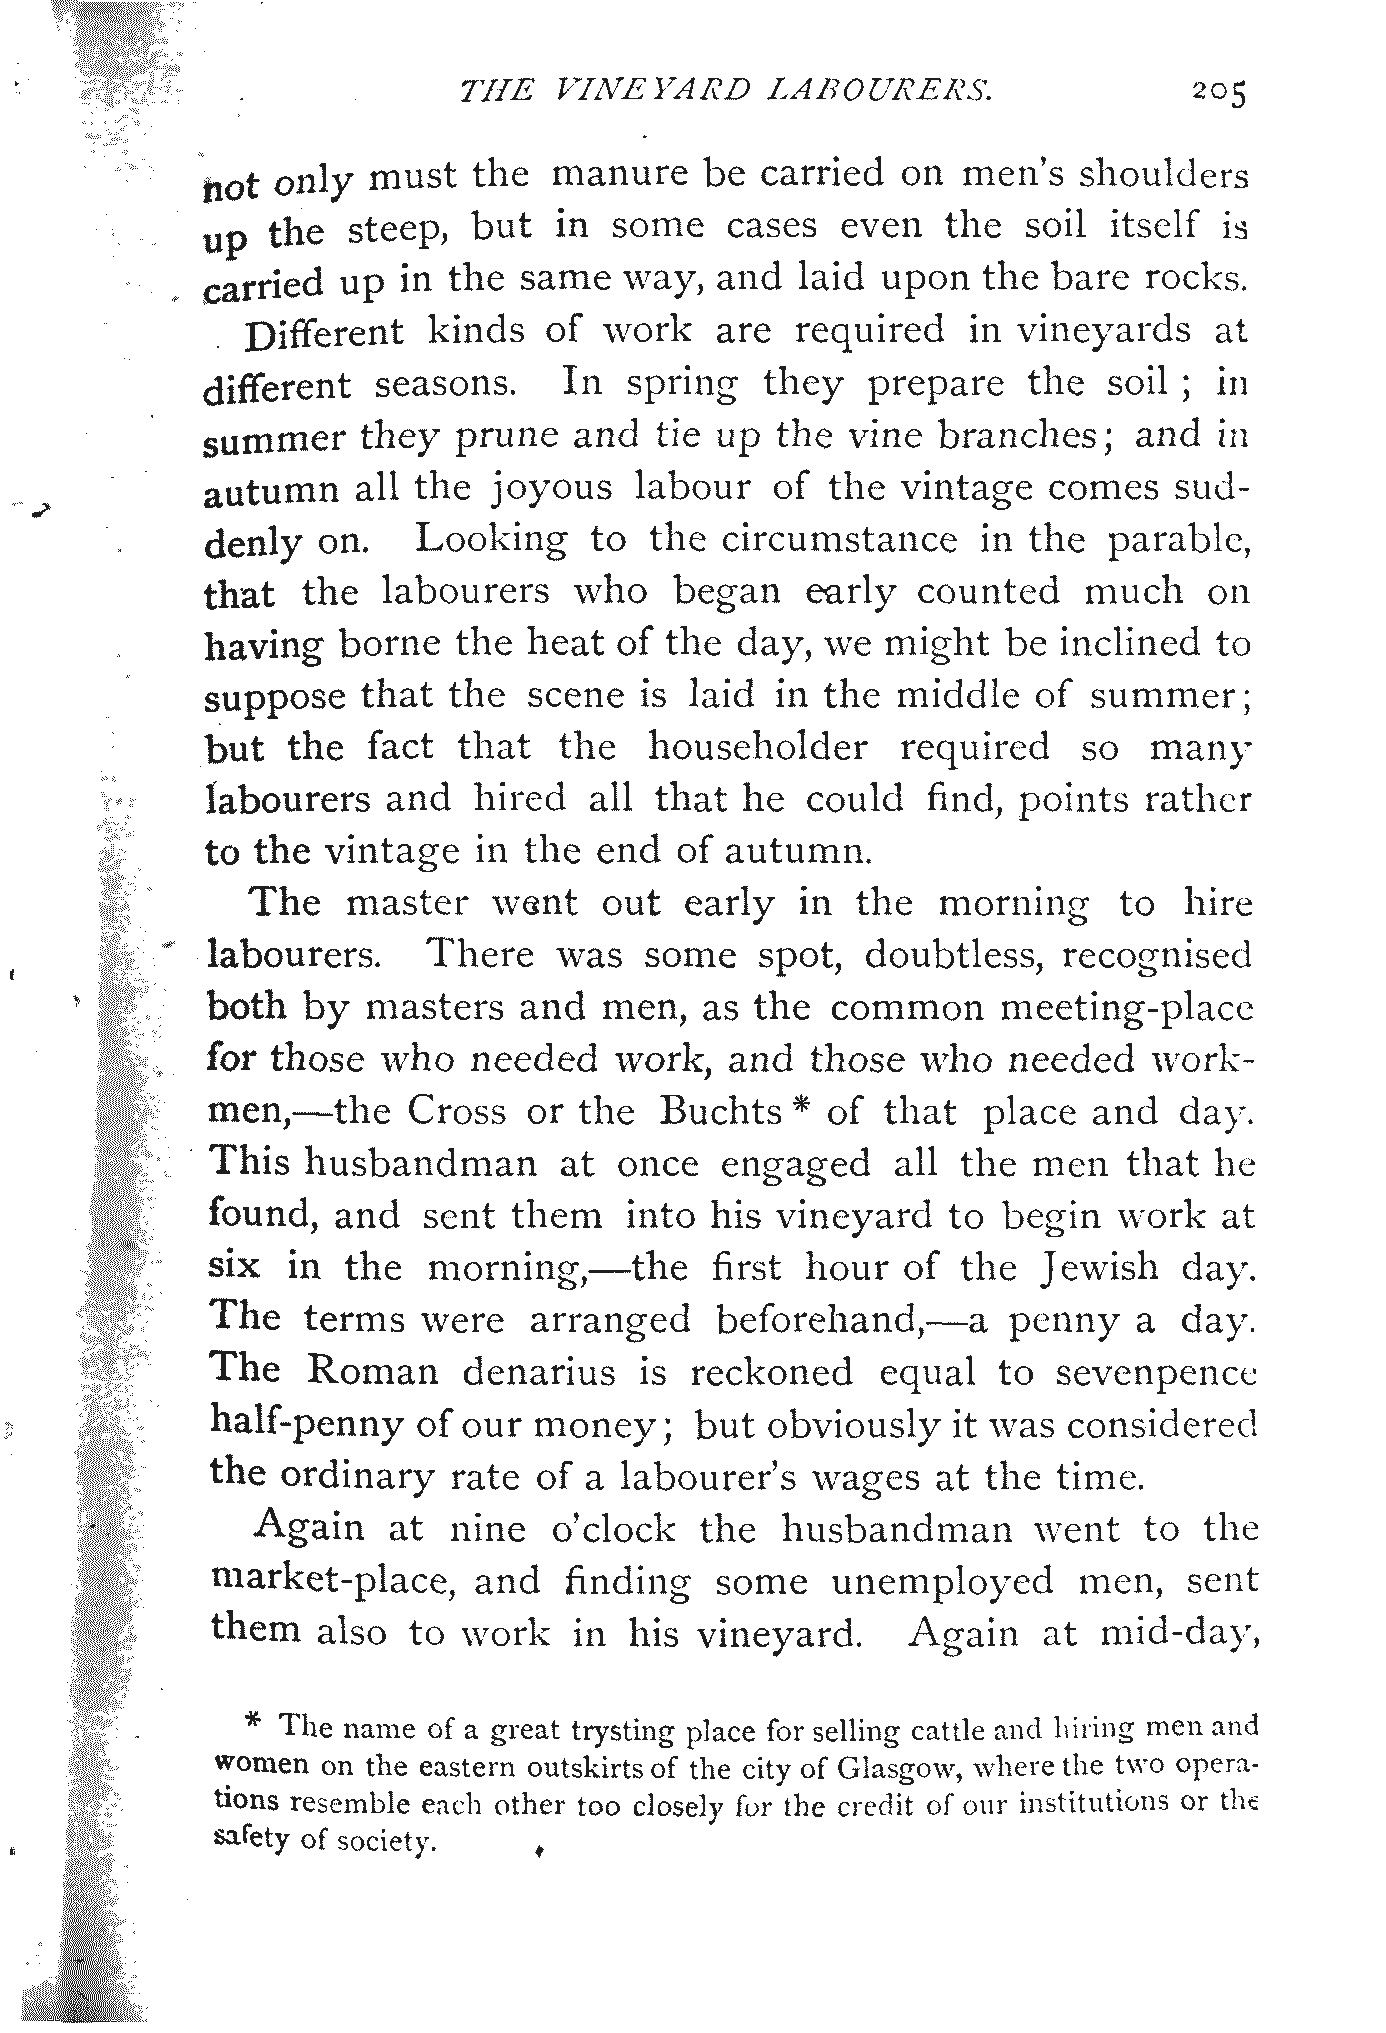 THE VINEYARD LABOURERS. 205
not only must the manure be carried on men's shoulders
up the steep, but in some cases even the soil itself is
carried up in the same way, and laid upon the bare rocks.
Different kinds of work are required in vineyards at
different seasons. In spring they prepare the soil ; in
summer they prune and tie up the vine branches; and in
autumn all the joyous labour of the vintage comes sud-
denly on. Looking to the circumstance in the parable,
that the labourers who began early counted much on
having borne the heat of the day, we might be inclined to
suppose that the scene is laid in the middle of summer;
but the fact that the householder required so many
labourers and hired all that he could find, points rather
to the vintage in the end of autumn.
The master went out early in the morning to hire
labourers. There was some spot, doubtless, recognised
both by masters and men, as the common meeting-place
for those who needed work, and those who needed work-
men,—the Cross or the Buchts * of that place and day.
This husbandman at once engaged all the men that he
found, and sent them into his vineyard to begin work at
six in the morning,—the first hour of the Jewish day.
The terms were arranged beforehand,—a penny a day.
The Roman denarius is reckoned equal to sevenpence
half-penny of our money; but obviously it was considered
the ordinary rate of a labourer's wages at the time.
Again at nine o'clock the husbandman went to the
market-place, and finding some unemployed men, sent
them also to work in his vineyard. Again at mid-day,
* The name of a great trysting place for selling cattle and hiring men and
women on the eastern outskirts of the city of Glasgow, where the two opera-
tions resemble each other too closely for the credit of our institutions or the
safety of society.